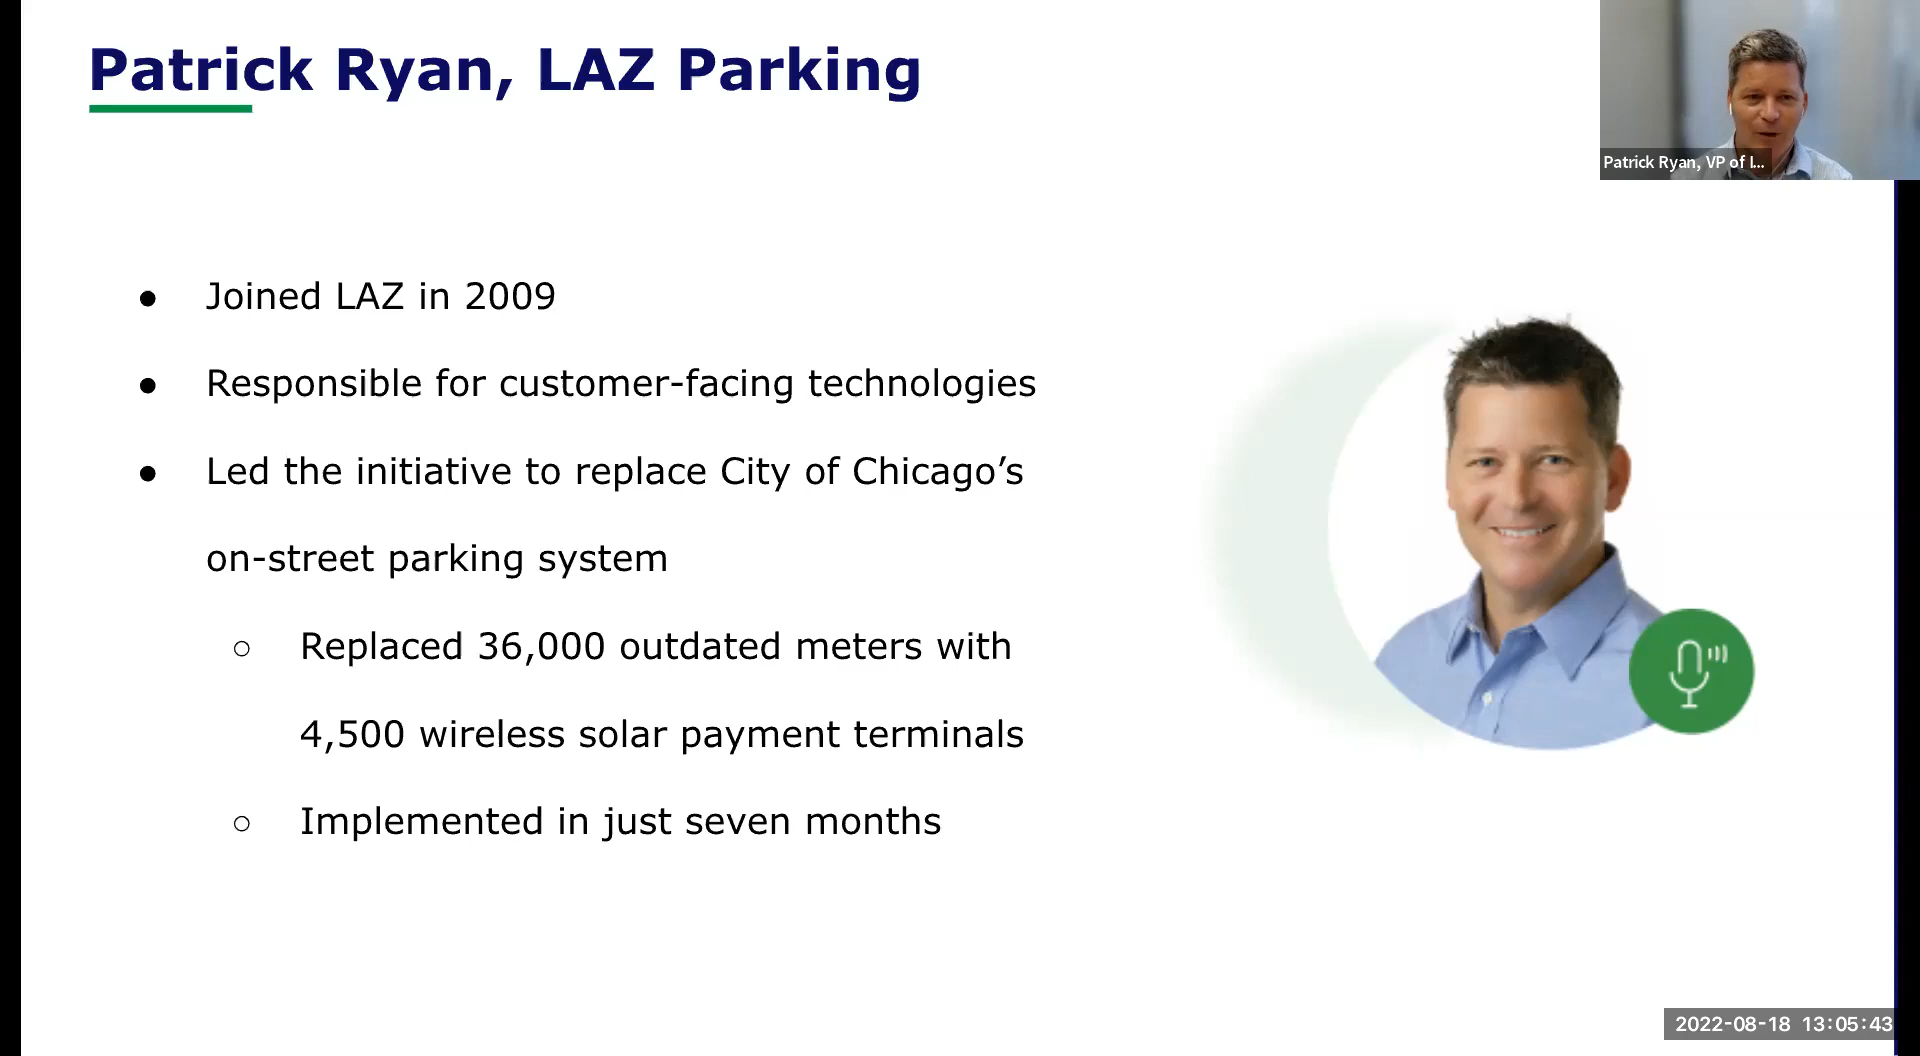 Patrick Ryan, LAZ Parking
Patrick Ryan, VP of I...
● Joined LAZ in 2009
● Responsible for customer-facing technologies
● Led the initiative to replace City of Chicago’s
on-street parking system
○ Replaced 36,000 outdated meters with
4,500 wireless solar payment terminals
○ Implemented in just seven months
2022-08-18 13:05:43